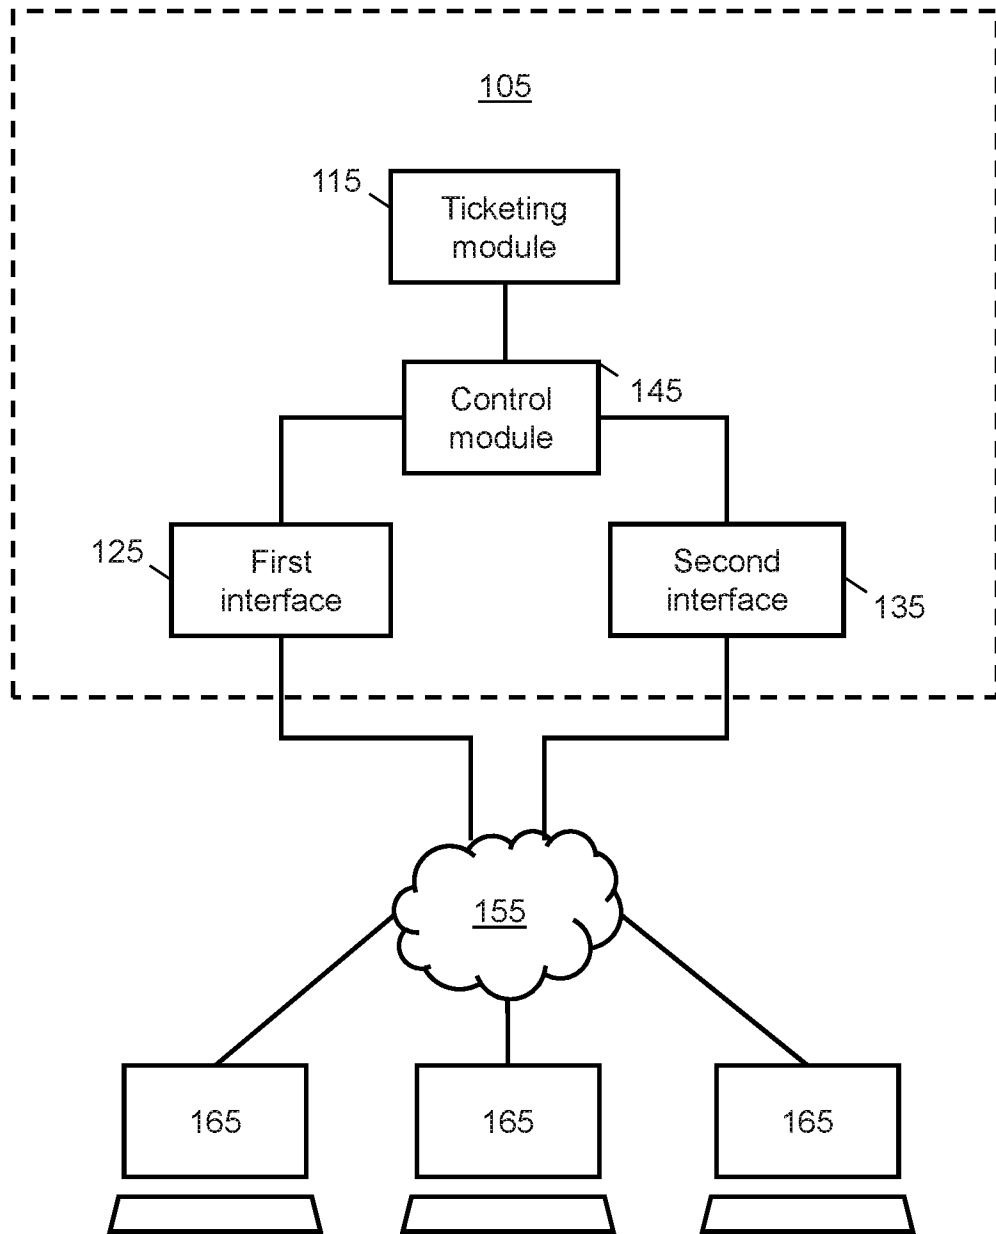 105
115
Ticketing
module
145
Control
module
125
First
interface
Second
interface
135
155
165
165
165